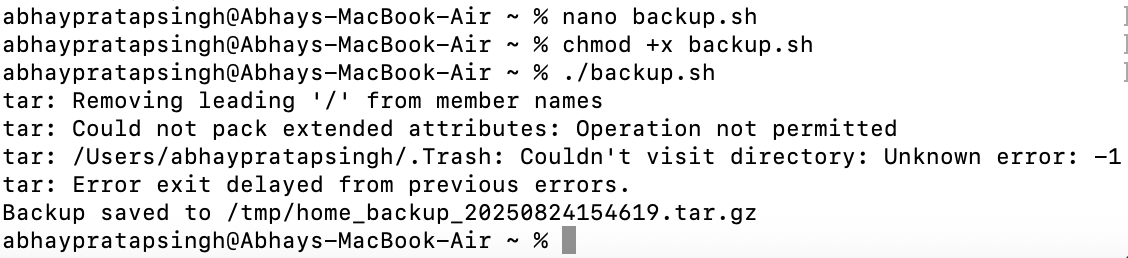 abhaypratapsingh@Abhays-MacBook-Air ~ % nano backup.sh
abhaypratapsingh@Abhays-MacBook-Air ~ % chmod +x backup.sh
abhaypratapsingh@Abhays-MacBook-Air ~ % ./backup.sh
tar: Removing leading '/' from member names
tar: Could not pack extended attributes: Operation not permitted
tar: /Users/abhaypratapsingh/.Trash: Couldn't visit directory: Unknown error: -1
tar: Error exit delayed from previous errors.
Backup saved to /tmp/home_backup_20250824154619.tar.gz
abhaypratapsingh@Abhays-MacBook-Air ~ %